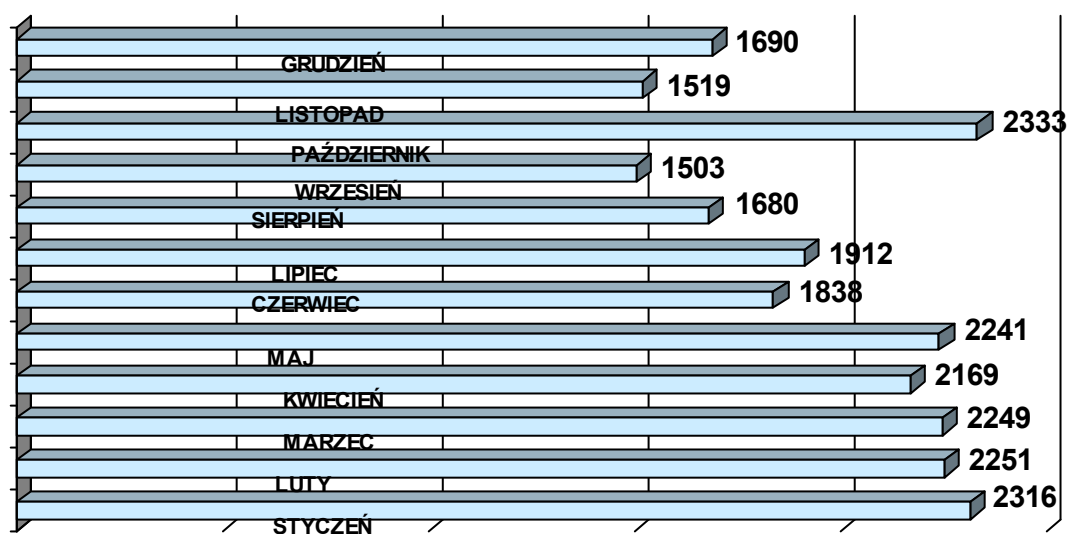 1690
GRUDZIEŃ
1519
LISTOPAD
2333
PAŹDZIERNIK
1503
WRZESIEŃ
1680
SIERPIEŃ
1912
LIPIEC
1838
CZERWIEC
2241
MAJ
2169
KWIECIEŃ
2249
MARZEC
2251
LUTY
2316
STYCZEŃ